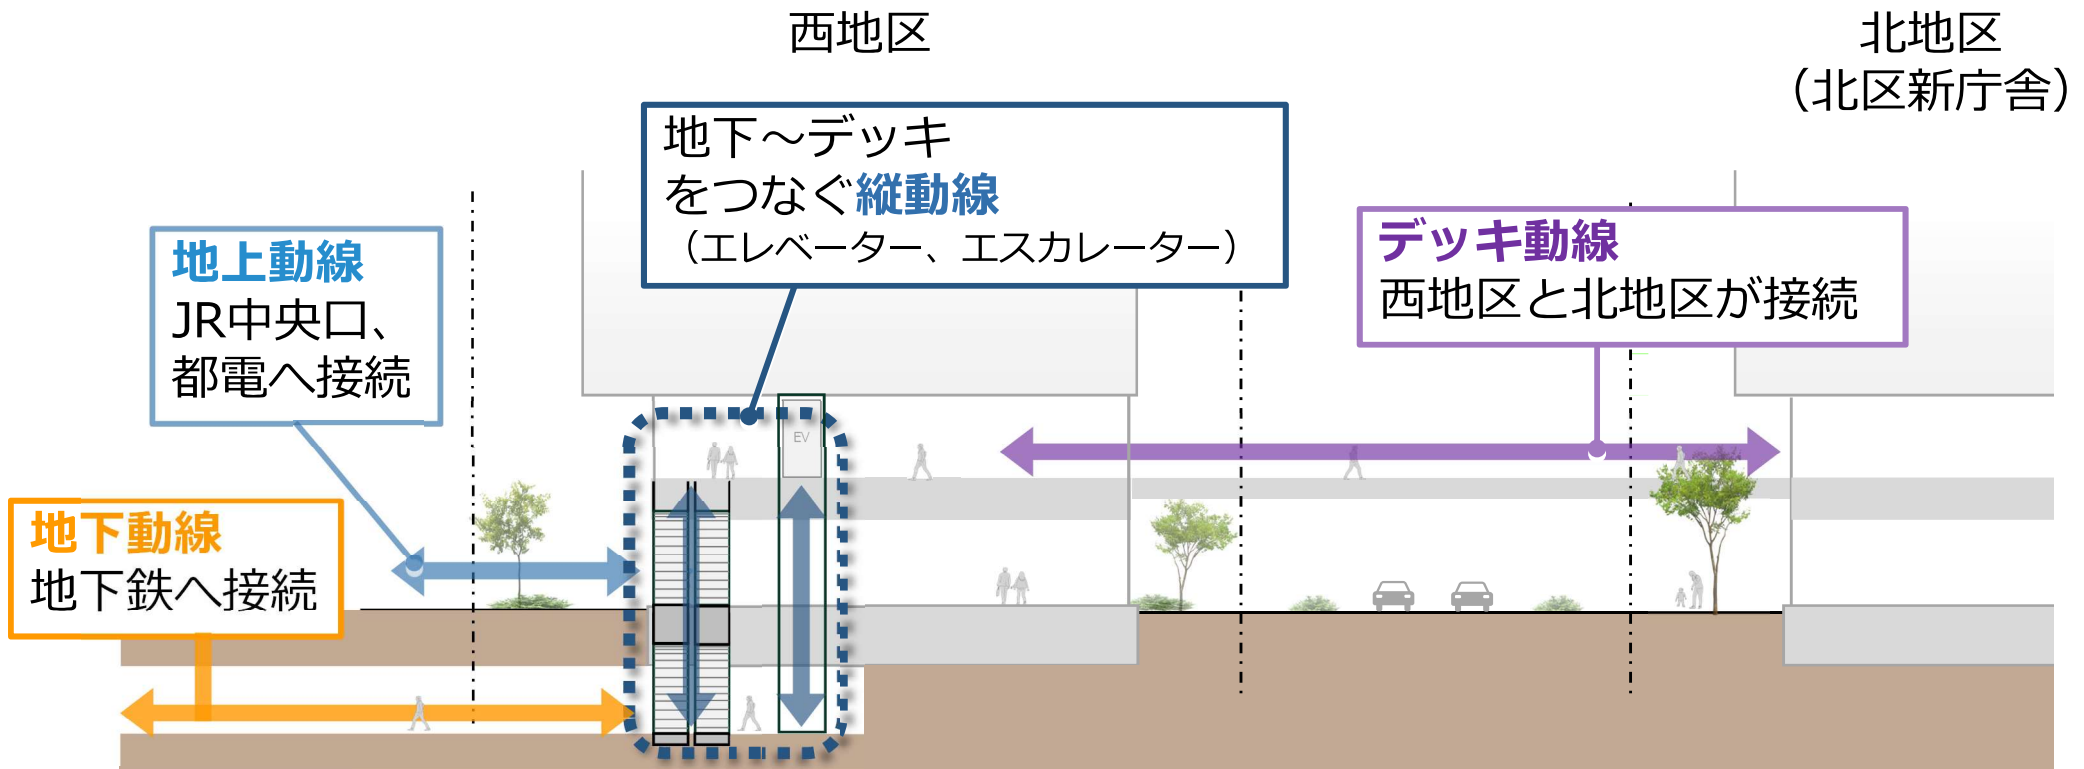 西地区
北地区
（北区新庁舎）
地下～デッキ
をつなぐ縦動線
（エレベーター、エスカレーター）
地上動線
JR中央口、
都電へ接続
デッキ動線
西地区と北地区が接続
EV
地下動線
地下鉄へ接続